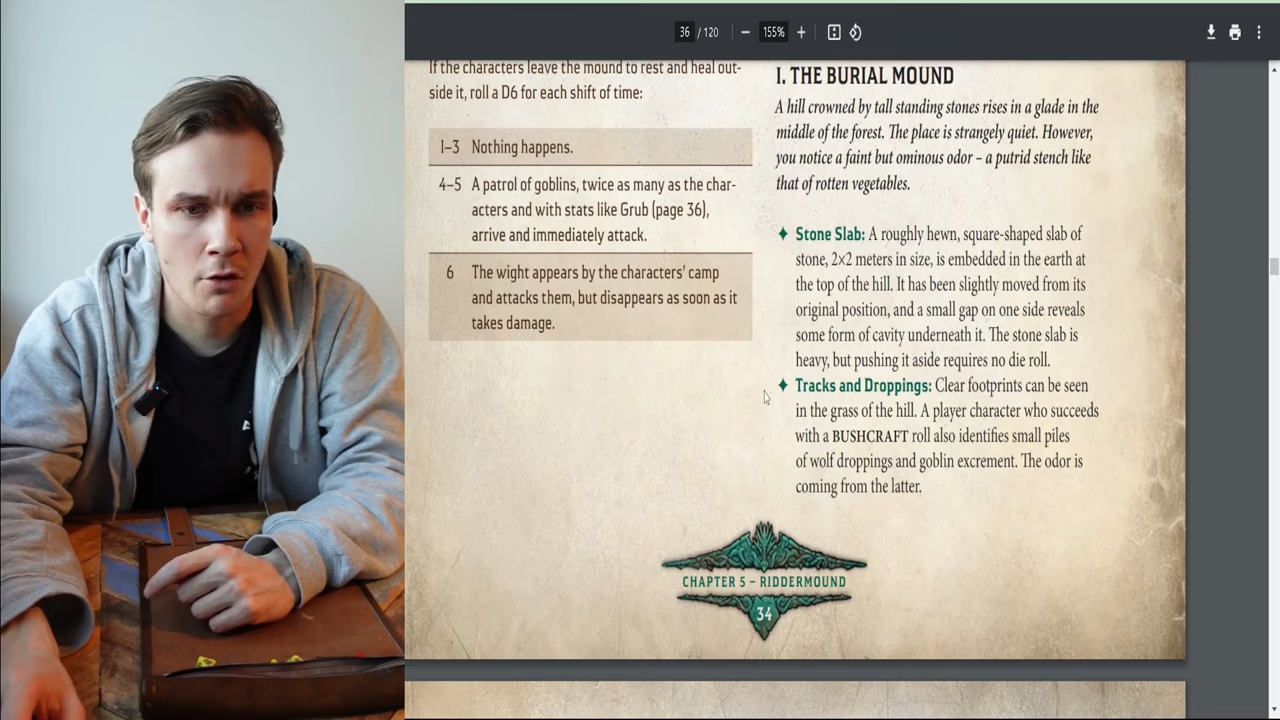 36 / 120
155%
If the characters leave the mound to rest and heal out-
side it, roll a D6 for each shift of time:
1–3 Nothing happens.
4–5 A patrol of goblins, twice as many as the char-
acters and with stats like Grub (page 36),
arrive and immediately attack.
6 The wight appears by the characters’ camp
and attacks them, but disappears as soon as it
takes damage.
I. THE BURIAL MOUND
A hill crowned by tall standing stones rises in a glade in the
middle of the forest. The place is strangely quiet. However,
you notice a faint but ominous odor – a putrid stench like
that of rotten vegetables.
Stone Slab: A roughly hewn, square-shaped slab of
stone, 2×2 meters in size, is embedded in the earth at
the top of the hill. It has been slightly moved from its
original position, and a small gap on one side reveals
some form of cavity underneath it. The stone slab is
heavy, but pushing it aside requires no die roll.
Tracks and Droppings: Clear footprints can be seen
in the grass of the hill. A player character who succeeds
with a BUSHCRAFT roll also identifies small piles
of wolf droppings and goblin excrement. The odor is
coming from the latter.
CHAPTER 5 – RIDDERMOUND
34